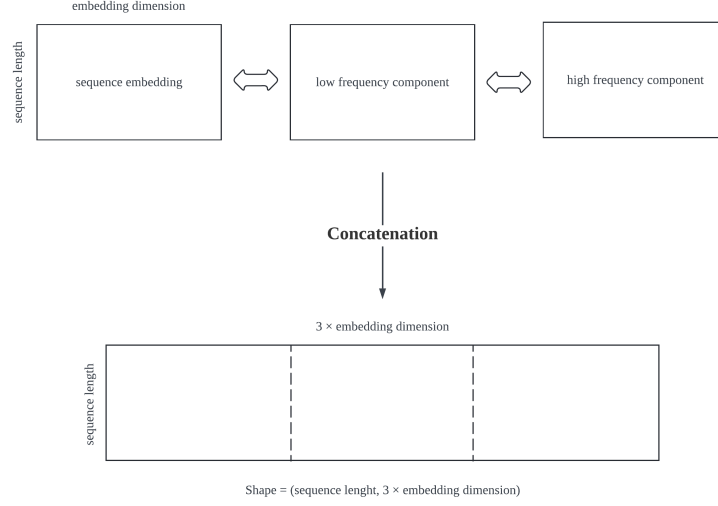 embedding dimension
sequence length
sequence embedding
low frequency component
high frequency component
Concatenation
3 × embedding dimension
sequence length
Shape = (sequence lenght, 3 × embedding dimension)